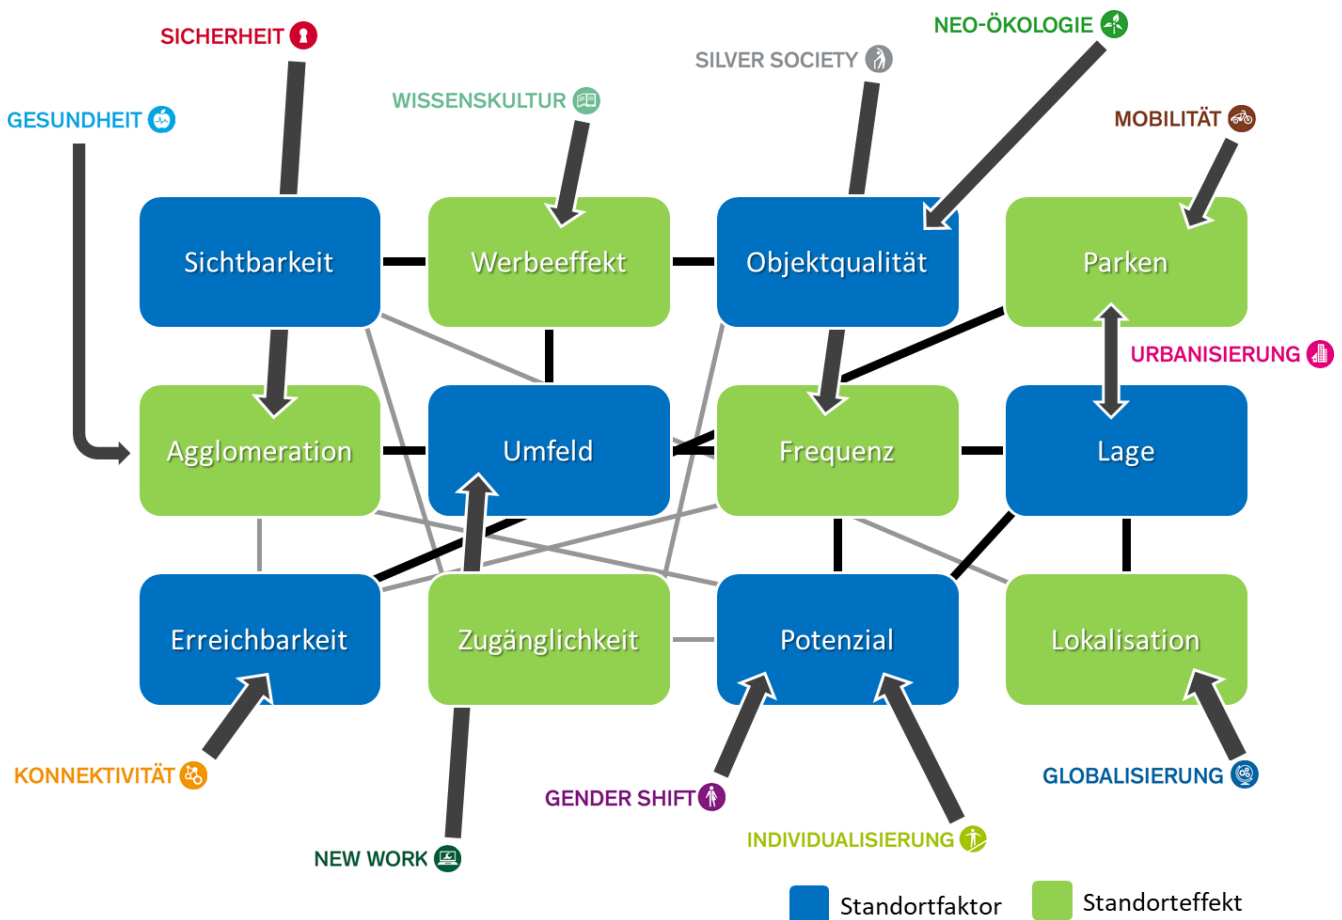 NEO-ÖKOLOGIE
SICHERHEIT
SILVER SOCIETY
WISSENSKULTUR
GESUNDHEIT
MOBILITÄT
Sichtbarkeit
Werbeeffekt
Objektqualität
Parken
URBANISIERUNG
Agglomeration
Umfeld
Frequenz
Lage
Erreichbarkeit
Zugänglichkeit
Potenzial
Lokalisation
KONNEKTIVITÄT
GENDER SHIFT
GLOBALISIERUNG
INDIVIDUALISIERUNG
NEW WORK
Standortfaktor
Standorteffekt